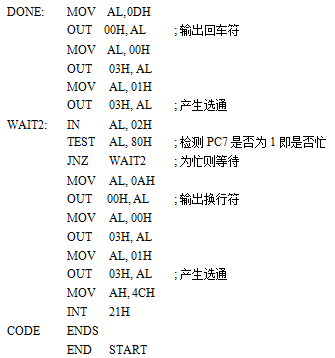 DONE: MOV AL,0DH
OUT 00H, AL ; 输出回车符
MOV AL, 00H
OUT 03H, AL
MOV AL, 01H
OUT 03H, AL ; 产生选通
WAIT2: IN AL, 02H
TEST AL, 80H ; 检测 PC7 是否为 1 即是否忙
JNZ WAIT2 ; 为忙则等待
MOV AL, 0AH
OUT 00H, AL ; 输出换行符
MOV AL, 00H
OUT 03H, AL
MOV AL, 01H
OUT 03H, AL ; 产生选通
MOV AH, 4CH
INT 21H
CODE ENDS
END START